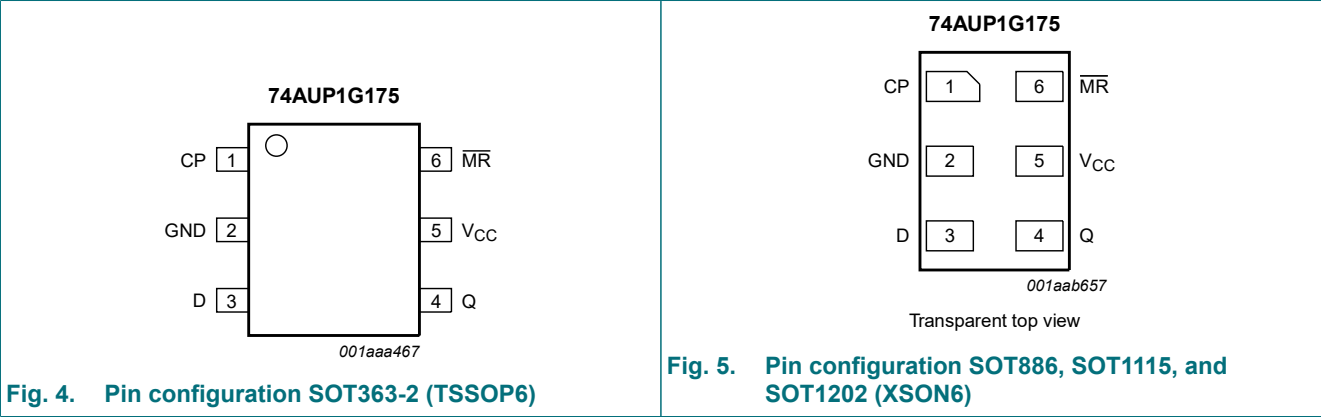 74AUP1G175
CP 1 6 M̅R̅
GND 2 5 VCC
D 3 4 Q
001aaa467
Fig. 4. Pin configuration SOT363-2 (TSSOP6)
74AUP1G175
CP 1 6 M̅R̅
GND 2 5 VCC
D 3 4 Q
001aab657
Transparent top view
Fig. 5. Pin configuration SOT886, SOT1115, and
SOT1202 (XSON6)